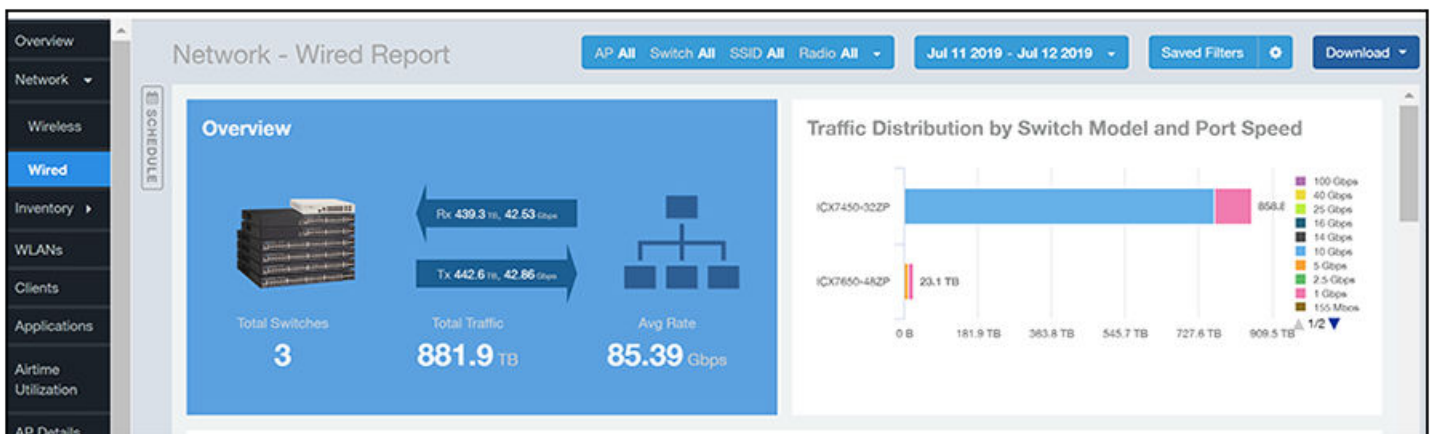 Overview
Network
Wireless
Wired
Inventory
WLANs
Clients
Applications
Airtime
Utilization
AP Details
Network - Wired Report
AP All Switch All SSID All Radio All
Jul 11 2019 - Jul 12 2019
Saved Filters
Download
SCHEDULE
Overview
Rx 439.3 TB, 42.53 Gbps
Tx 442.6 TB, 42.86 Gbps
Total Switches
3
Total Traffic
881.9 TB
Avg Rate
85.39 Gbps
Traffic Distribution by Switch Model and Port Speed
ICX7450-32ZP
858.8
ICX7650-48ZP
23.1 TB
0 B 181.9 TB 363.8 TB 545.7 TB 727.6 TB 909.5 TB
100 Gbps
40 Gbps
25 Gbps
16 Gbps
14 Gbps
10 Gbps
5 Gbps
2.5 Gbps
1 Gbps
155 Mbps
1/2